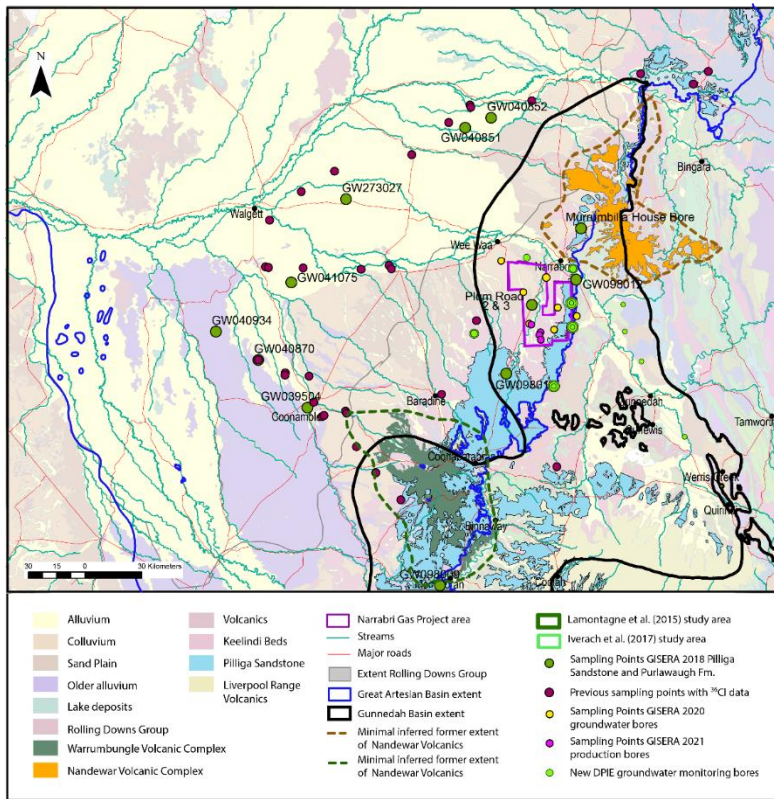 N
GW040852
GW040851
Bingara
GW273027
Walgett
Murrumbilla House Bore
Wee Waa
Narrabri
GW041075
GW098012
Plum Road
2 & 3
GW040934
GW040870
GW09801
Baradine
GW039504
Gunnedah
Coonamble
Tamworth
Coonabarabran
Werris Creek
Binnaway
GW098009
30 15 0 30 Kilometers
Alluvium
Colluvium
Sand Plain
Older alluvium
Lake deposits
Rolling Downs Group
Warrumbungle Volcanic Complex
Nandewar Volcanic Complex
Volcanics
Keelindi Beds
Pilliga Sandstone
Liverpool Range
Volcanics
Narrabri Gas Project area
Streams
Major roads
Extent Rolling Downs Group
Great Artesian Basin extent
Gunnedah Basin extent
Minimal inferred former extent
of Nandewar Volcanics
Minimal inferred former extent
of Nandewar Volcanics
Lamontagne et al. (2015) study area
Iverach et al. (2017) study area
Sampling Points GISERA 2018 Pilliga
Sandstone and Purlawaugh Fm.
Previous sampling points with ³⁶Cl data
Sampling Points GISERA 2020
groundwater bores
Sampling Points GISERA 2021
production bores
New DPIE groundwater monitoring bores